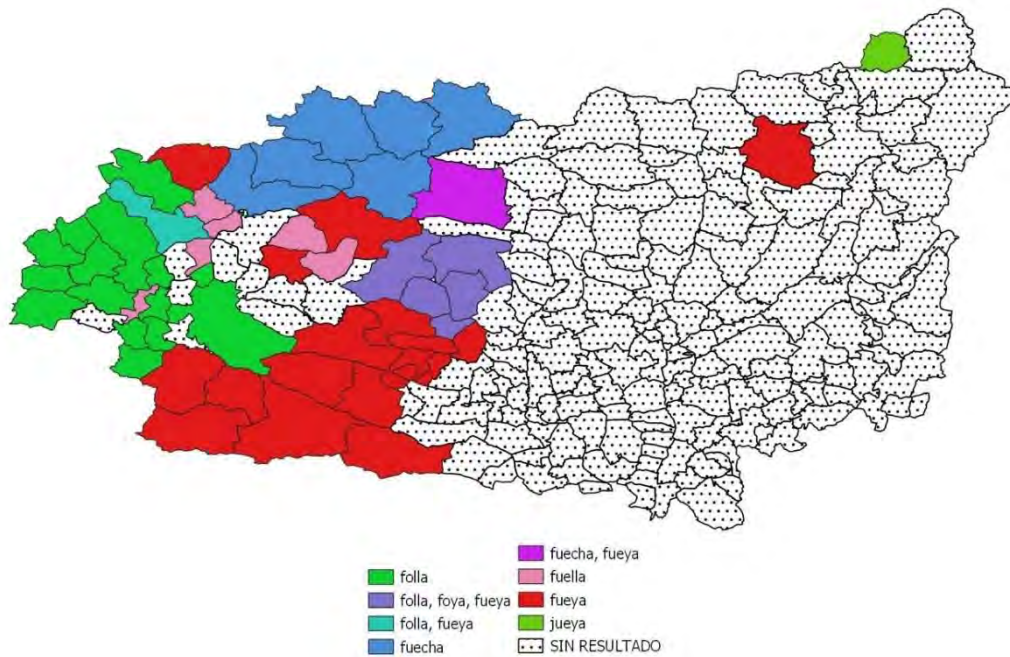 folla
folla, foya, fueya
folla, fueya
fuecha
fuecha, fueya
fuella
fueya
jueya
SIN RESULTADO